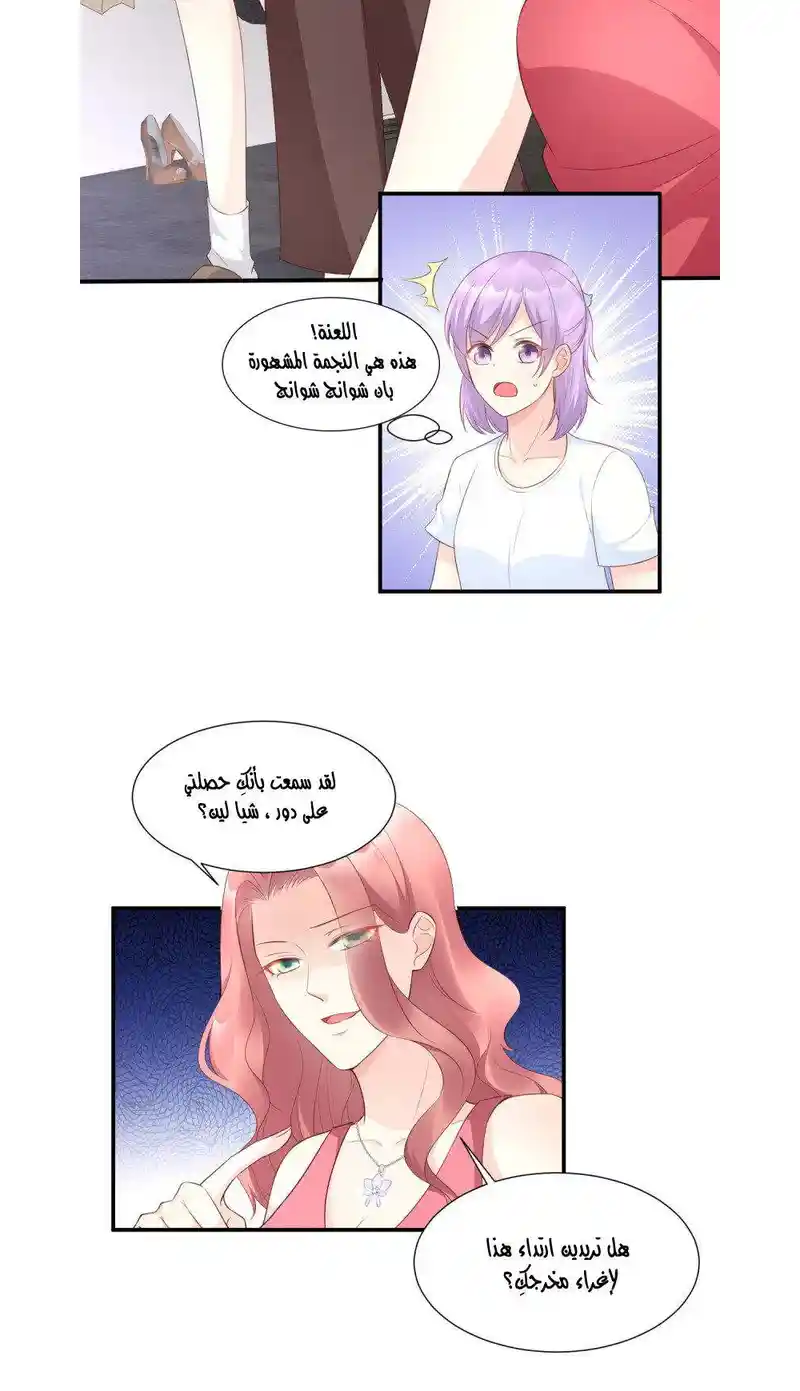 اللعنة!
هذه هي النجمة المشهورة
بان شوانج شوانج
لقد سمعت بأنكِ حصلتي
على دور ، شيا لين؟
هل تريدين ارتداء هذا
لإغراء مخرجكِ؟